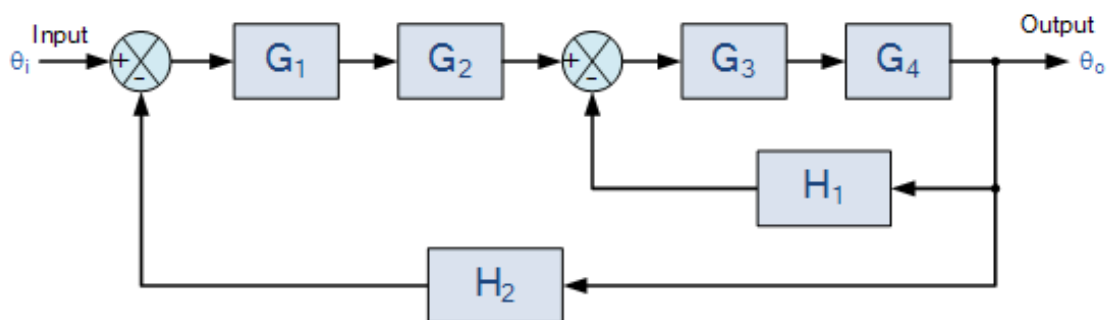 Input
Output
θi
+
-
G1
G2
+
-
G3
G4
θo
H1
H2